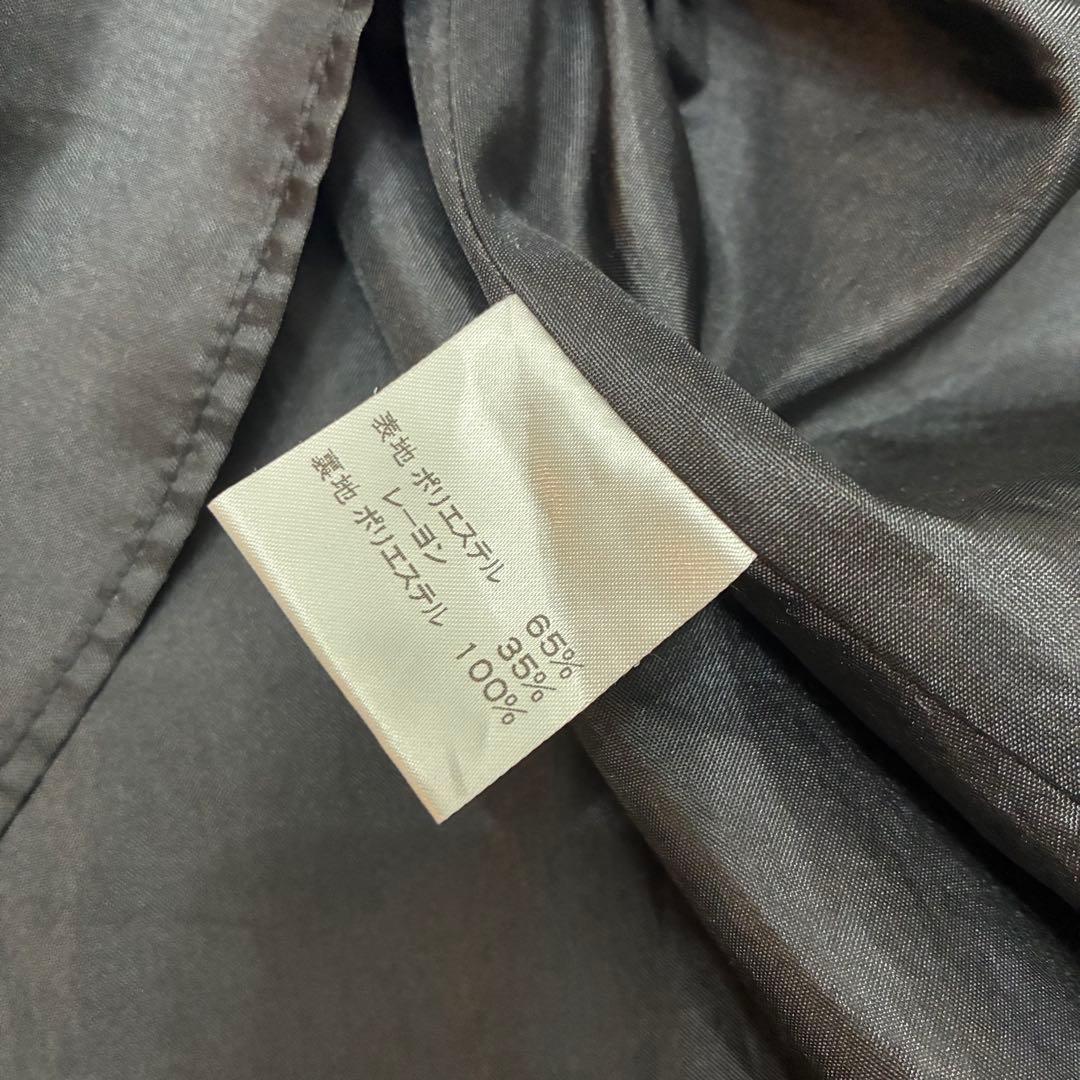 表地 ポリエステル 65%
レーヨン 35%
裏地 ポリエステル 100%